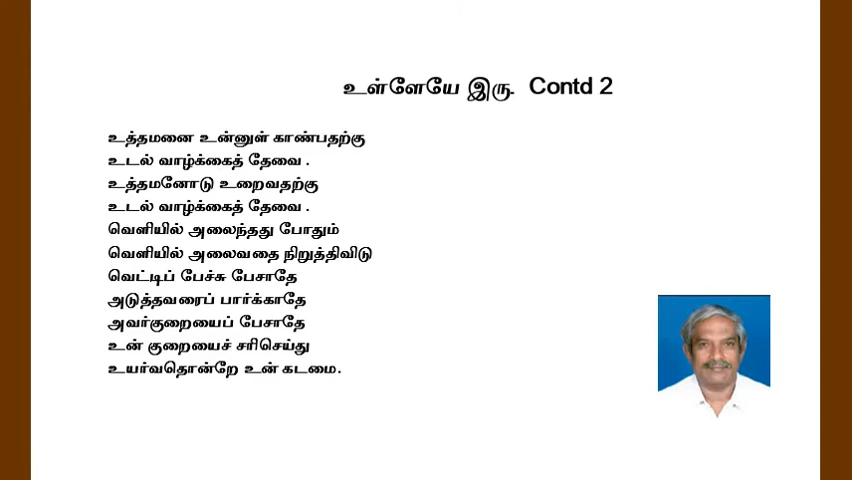 உள்ளேயே இரு. Contd 2
உத்தமனை உன்னுள் காண்பதற்கு
உடல் வாழ்க்கைத் தேவை .
உத்தமனோடு உறைவதற்கு
உடல் வாழ்க்கைத் தேவை .
வெளியில் அலைந்தது போதும்
வெளியில் அலைவதை நிறுத்திவிடு
வெட்டிப் பேச்சு பேசாதே
அடுத்தவரைப் பார்க்காதே
அவர்குறையைப் பேசாதே
உன் குறையைச் சரிசெய்து
உயர்வதொன்றே உன் கடமை.